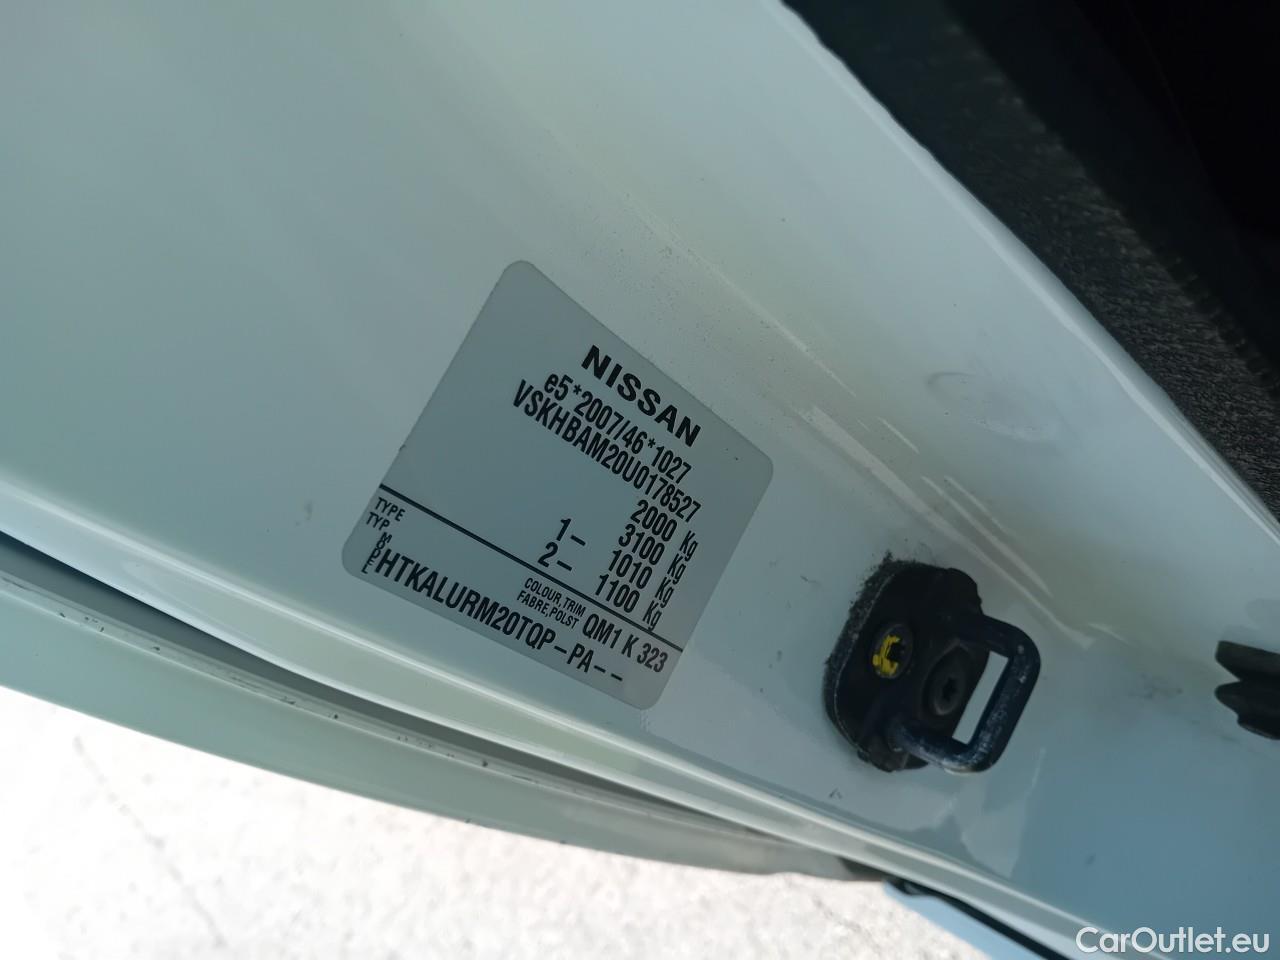 NISSAN
e5*2007/46*1027
VSKHBAM20U0178527
2000 Kg
3100 Kg
1- 1010 Kg
2- 1100 Kg
TYPE
TYP
COLOUR,TRIM
FABRE,POLST QM1 K 323
MODEL HTKALURM20TQP-PA--
CarOutlet.eu